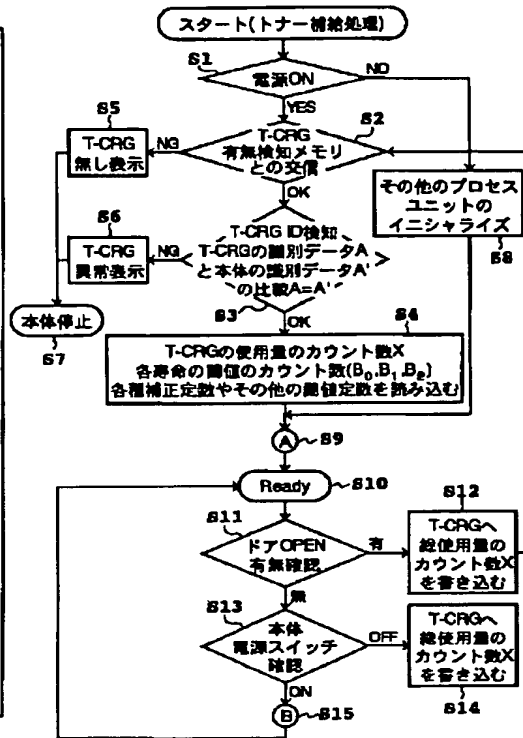 スタート(トナー補給処理)
S1
電源ON
NO
YES
S5
T-CRG
無し表示
NG
S2
T-CRG
有無検知メモリ
との交信
OK
その他のプロセス
ユニットの
イニシャライズ
S8
S6
T-CRG
異常表示
NG
T-CRG ID検知
T-CRGの識別データA
と本体の識別データA'
の比較A=A'
S3
OK
本体停止
S7
S4
T-CRGの使用量のカウント数X
各寿命の閾値のカウント数(B0,B1,B2)
各種補正定数やその他の数値定数を読み込む
A
S9
Ready
S10
S11
ドアOPEN
有無確認
有
無
S12
T-CRGへ
総使用量の
カウント数X
を書き込む
S13
本体
電源スイッチ
確認
OFF
ON
T-CRGへ
総使用量の
カウント数X
を書き込む
S14
B
S15